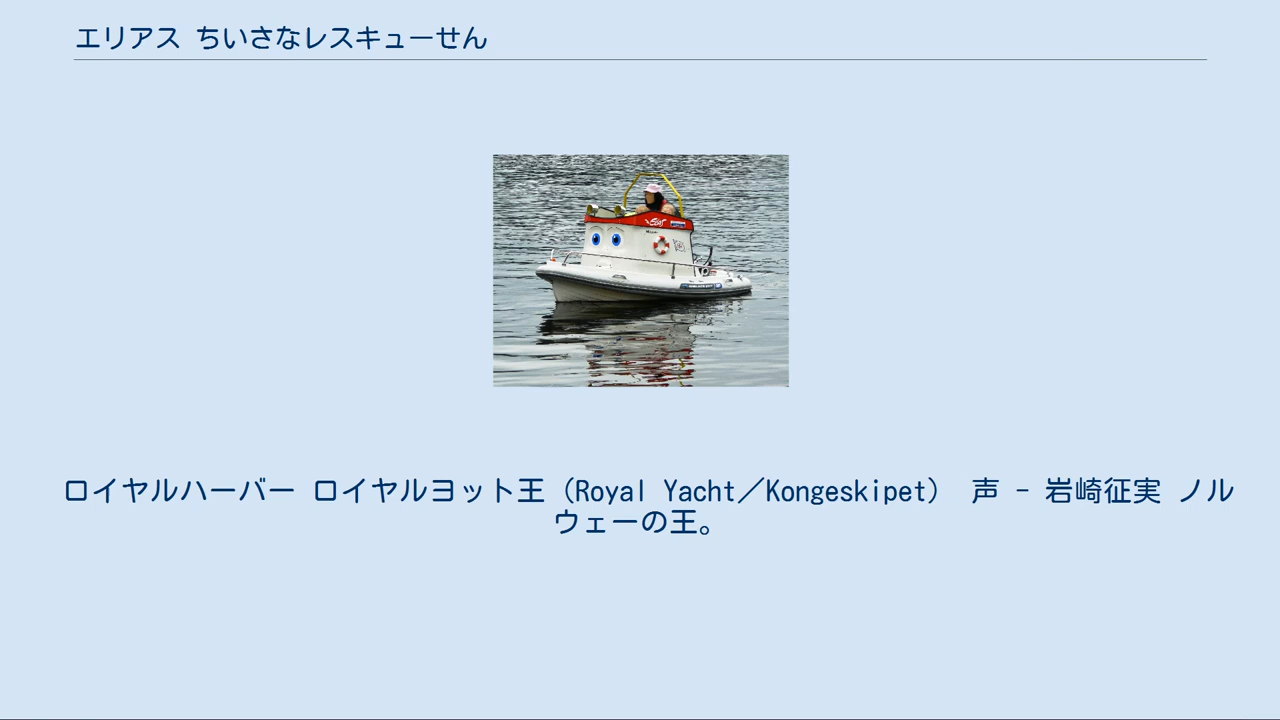 エリアス ちいさなレスキューせん
ロイヤルハーバー ロイヤルヨット王（Royal Yacht／Kongeskipet） 声 - 岩崎征実 ノル
ウェーの王。